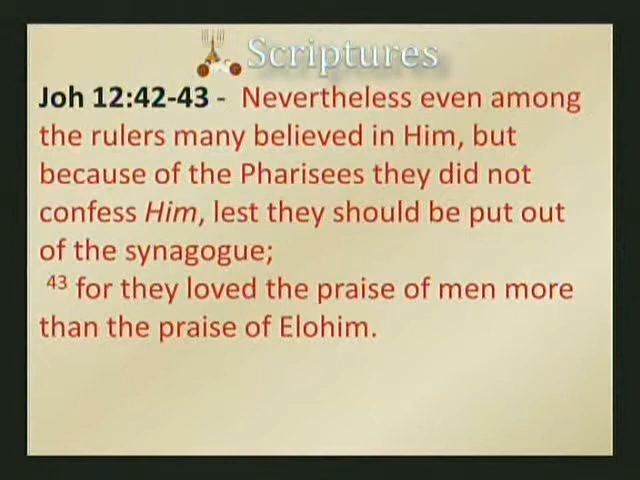 Scriptures
Joh 12:42-43 - Nevertheless even among
the rulers many believed in Him, but
because of the Pharisees they did not
confess Him, lest they should be put out
of the synagogue;
43 for they loved the praise of men more
than the praise of Elohim.